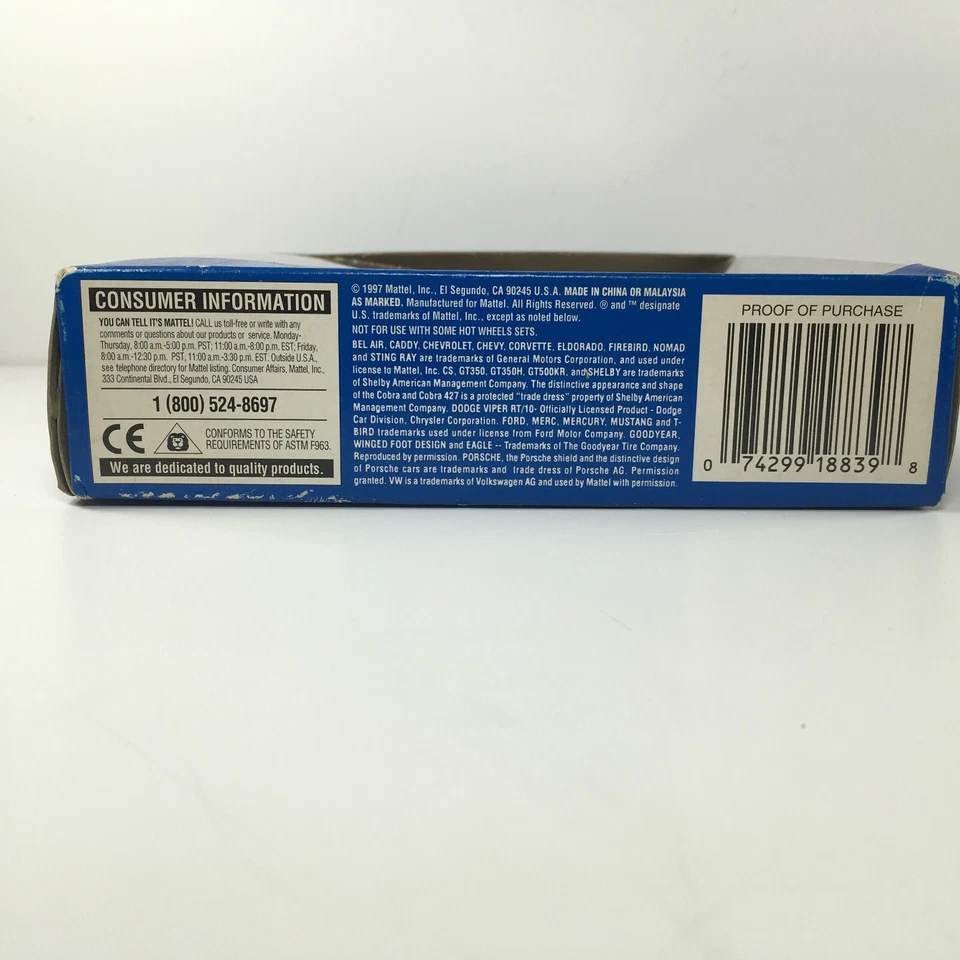 CONSUMER INFORMATION
YOU CAN TELL IT'S MATTEL! CALL us toll-free or write with any
comments or questions about our products or service. Monday-
Thursday, 8:00 a.m.-5:00 p.m. PST; 11:00 a.m.-8:00 p.m. EST; Friday,
8:00 a.m.-12:30 p.m. PST, 11:00 a.m.-3:30 p.m. EST. Outside U.S.A.,
see telephone directory for Mattel listing. Consumer Affairs, Mattel, Inc.,
333 Continental Blvd., El Segundo, CA 90245 USA
1 (800) 524-8697
CE
CONFORMS TO THE SAFETY
REQUIREMENTS OF ASTM F963.
We are dedicated to quality products.
© 1997 Mattel, Inc., El Segundo, CA 90245 U.S.A. MADE IN CHINA OR MALAYSIA
AS MARKED. Manufactured for Mattel. All Rights Reserved. ® and ™ designate
U.S. trademarks of Mattel, Inc., except as noted below.
NOT FOR USE WITH SOME HOT WHEELS SETS.
BEL AIR, CADDY, CHEVROLET, CHEVY, CORVETTE, ELDORADO, FIREBIRD, NOMAD
and STING RAY are trademarks of General Motors Corporation, and used under
license to Mattel, Inc. CS, GT350, GT350H, GT500KR, and SHELBY are trademarks
of Shelby American Management Company. The distinctive appearance and shape
of the Cobra and Cobra 427 is a protected "trade dress" property of Shelby American
Management Company. DODGE VIPER RT/10- Officially Licensed Product - Dodge
Car Division, Chrysler Corporation. FORD, MERC, MERCURY, MUSTANG and T-
BIRD trademarks used under license from Ford Motor Company. GOODYEAR,
WINGED FOOT DESIGN and EAGLE -- Trademarks of The Goodyear Tire Company.
Reproduced by permission. PORSCHE, the Porsche shield and the distinctive design
of Porsche cars are trademarks and trade dress of Porsche AG. Permission
granted. VW is a trademark of Volkswagen AG and used by Mattel with permission.
PROOF OF PURCHASE
0 74299 18839 8